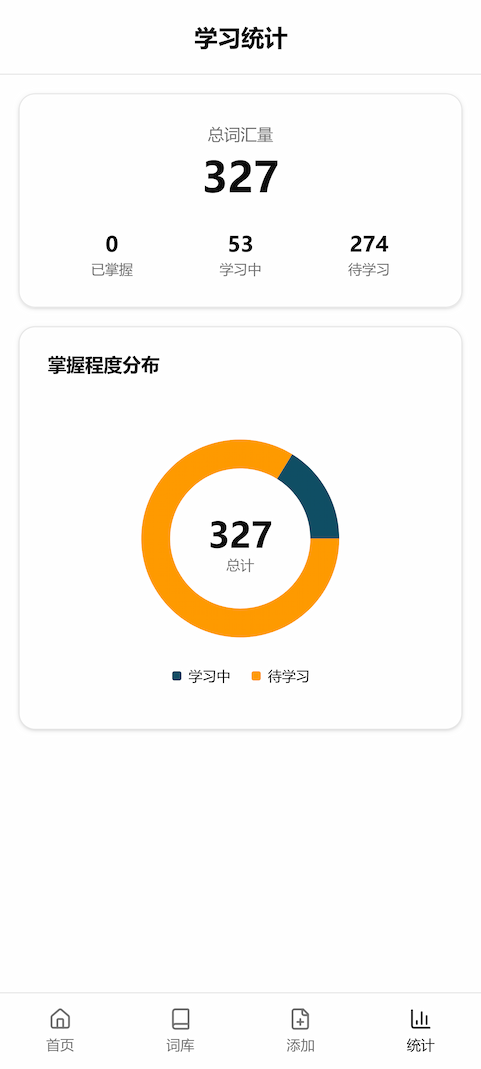 学习统计
总词汇量
327
0 53 274
已掌握 学习中 待学习
掌握程度分布
327
总计
学习中 待学习
首页 词库 添加 统计